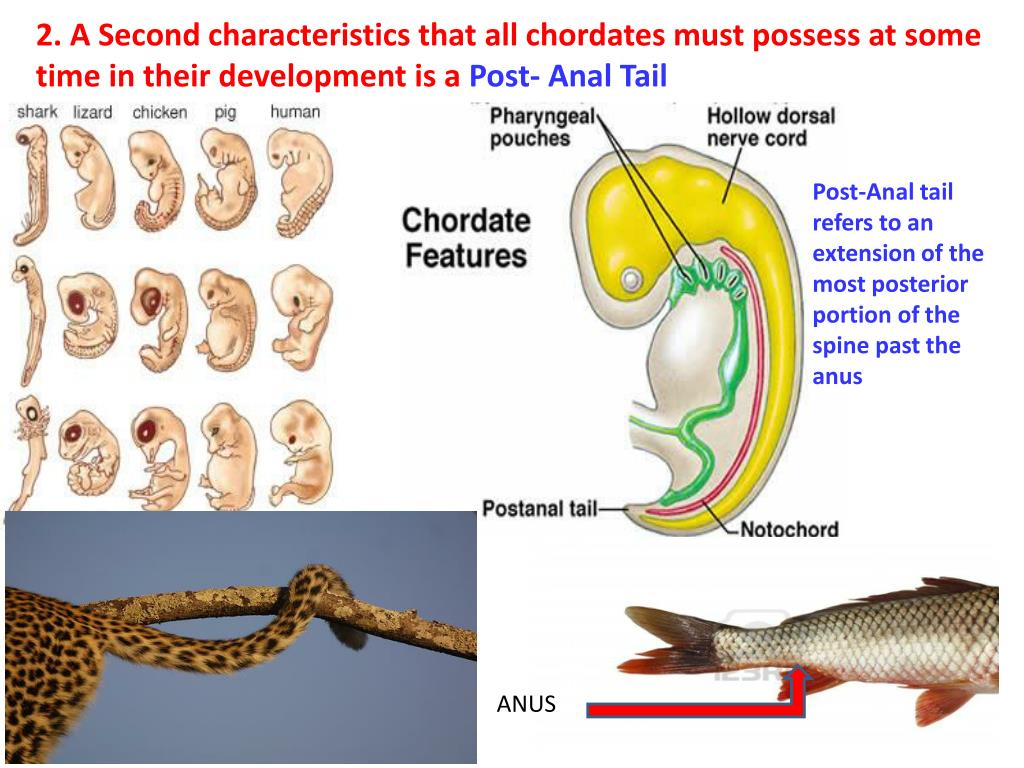 2. A Second characteristics that all chordates must possess at some
time in their development is a Post- Anal Tail
shark lizard chicken pig human
Pharyngeal
pouches
Hollow dorsal
nerve cord
Chordate
Features
Post-Anal tail
refers to an
extension of the
most posterior
portion of the
spine past the
anus
Postanal tail
Notochord
ANUS